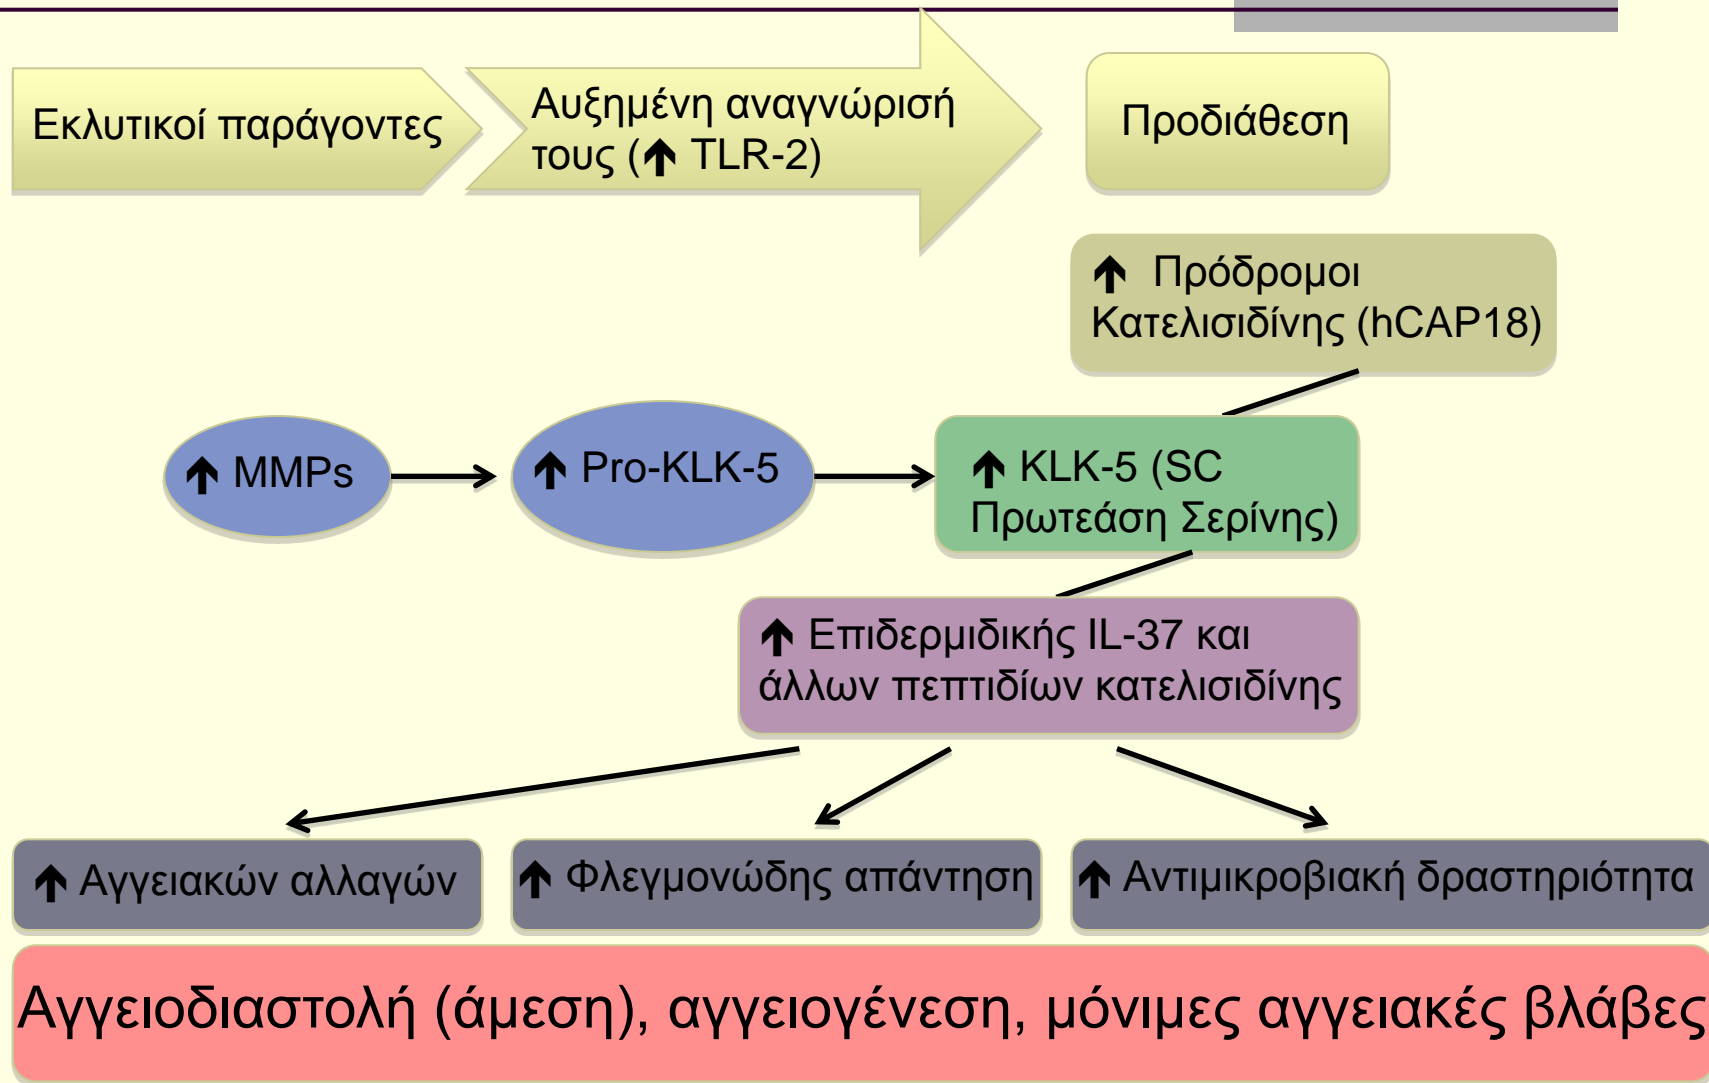 Εκλυτικοί παράγοντες
Αυξημένη αναγνώρισή
τους (🡹 TLR-2)
Προδιάθεση
🡹 Πρόδρομοι
Κατελισιδίνης (hCAP18)
🡹 MMPs
🡹 Pro-KLK-5
🡹 KLK-5 (SC
Πρωτεάση Σερίνης)
🡹 Επιδερμιδικής IL-37 και
άλλων πεπτιδίων κατελισιδίνης
🡹 Αγγειακών αλλαγών
🡹 Φλεγμονώδης απάντηση
🡹 Αντιμικροβιακή δραστηριότητα
Αγγειοδιαστολή (άμεση), αγγειογένεση, μόνιμες αγγειακές βλάβες